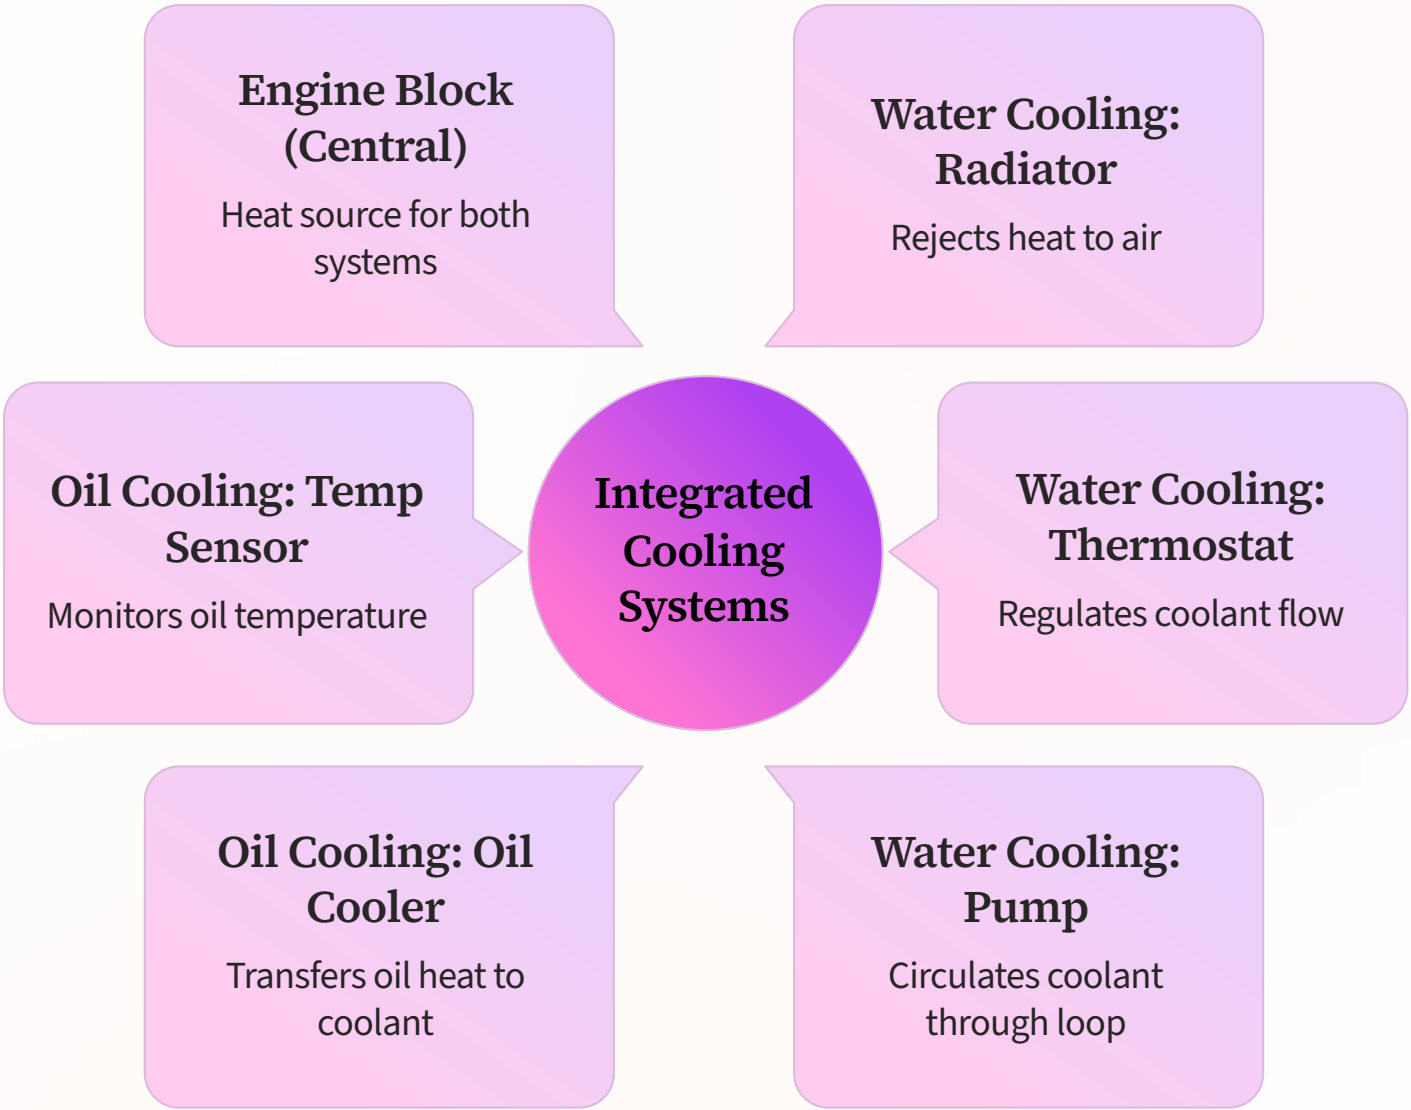 Engine Block
(Central)
Heat source for both
systems
Water Cooling:
Radiator
Rejects heat to air
Oil Cooling: Temp
Sensor
Monitors oil temperature
Integrated
Cooling
Systems
Water Cooling:
Thermostat
Regulates coolant flow
Oil Cooling: Oil
Cooler
Transfers oil heat to
coolant
Water Cooling:
Pump
Circulates coolant
through loop